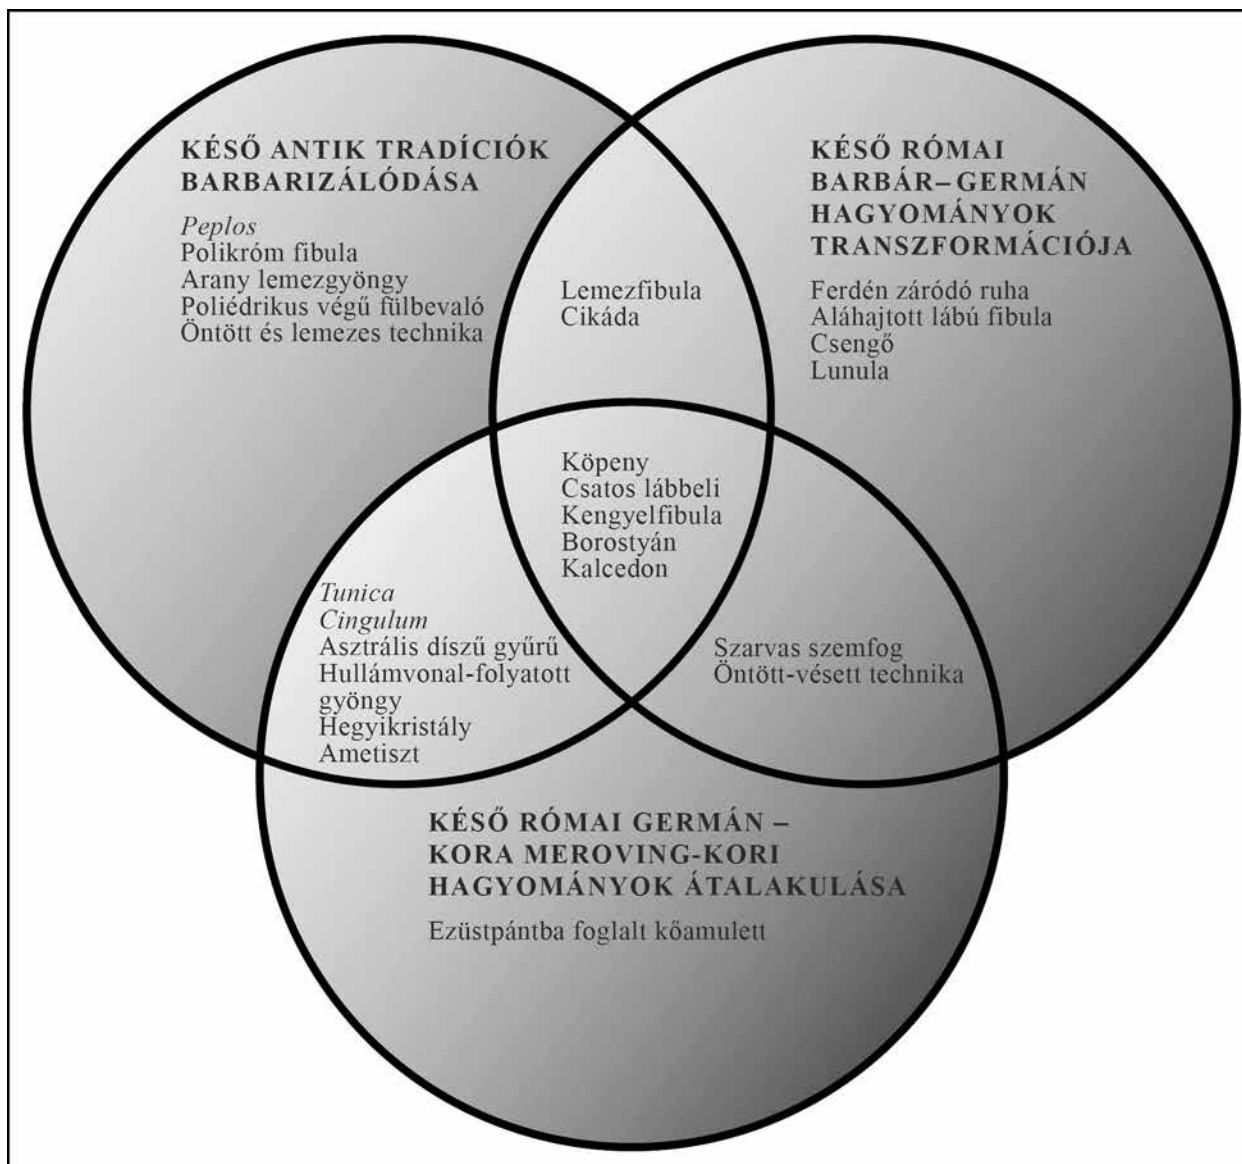 KÉSŐ ANTIK TRADÍCIÓK
BARBARIZÁLÓDÁSA
Peplos
Polikróm fibula
Arany lemezgyöngy
Poliédrikus végű fülbevaló
Öntött és lemezes technika
KÉSŐ RÓMAI
BARBÁR–GERMÁN
HAGYOMÁNYOK
TRANSZFORMÁCIÓJA
Ferdén záródó ruha
Aláhajtott lábú fibula
Csengő
Lunula
Lemezfibula
Cikáda
Köpeny
Csatos lábbeli
Kengyelfibula
Borostyán
Kalcedon
Tunica
Cingulum
Asztrális díszű gyűrű
Hullámvonal-folyatott
gyöngy
Hegyikristály
Ametiszt
Szarvas szemfog
Öntött-vésett technika
KÉSŐ RÓMAI GERMÁN –
KORA MEROVING-KORI
HAGYOMÁNYOK ÁTALAKULÁSA
Ezüstpántba foglalt kőamulett